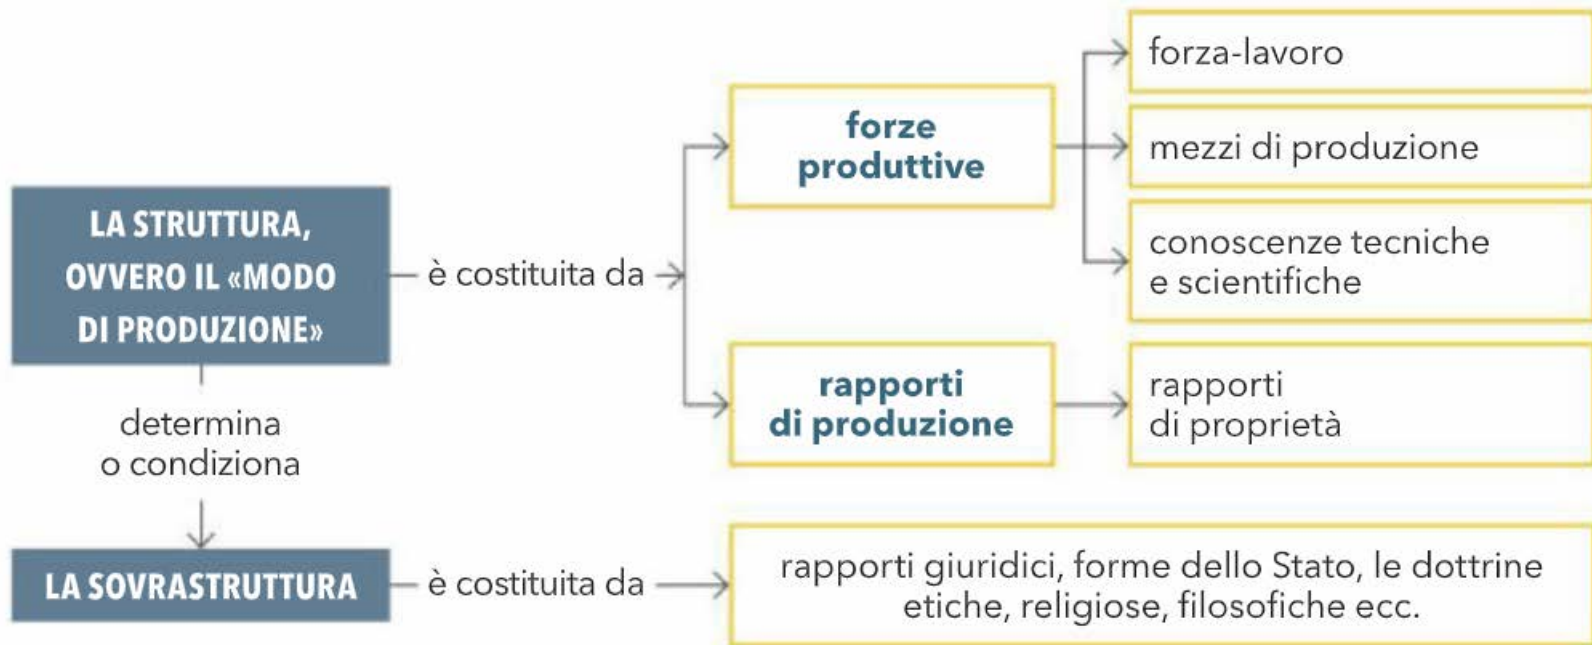 LA STRUTTURA,
OVVERO IL «MODO
DI PRODUZIONE»
è costituita da
forze
produttive
forza-lavoro
mezzi di produzione
conoscenze tecniche
e scientifiche
rapporti
di produzione
rapporti
di proprietà
determina
o condiziona
LA SOVRASTRUTTURA
è costituita da
rapporti giuridici, forme dello Stato, le dottrine
etiche, religiose, filosofiche ecc.